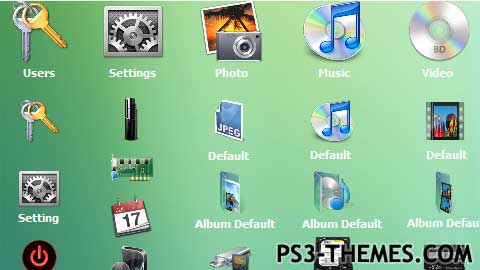 Users
Settings
Photo
Music
BD
Video
JPEG
Default
Default
Default
Setting
17
Album Default
Album Default
Album Default
PS3-THEMES.COM